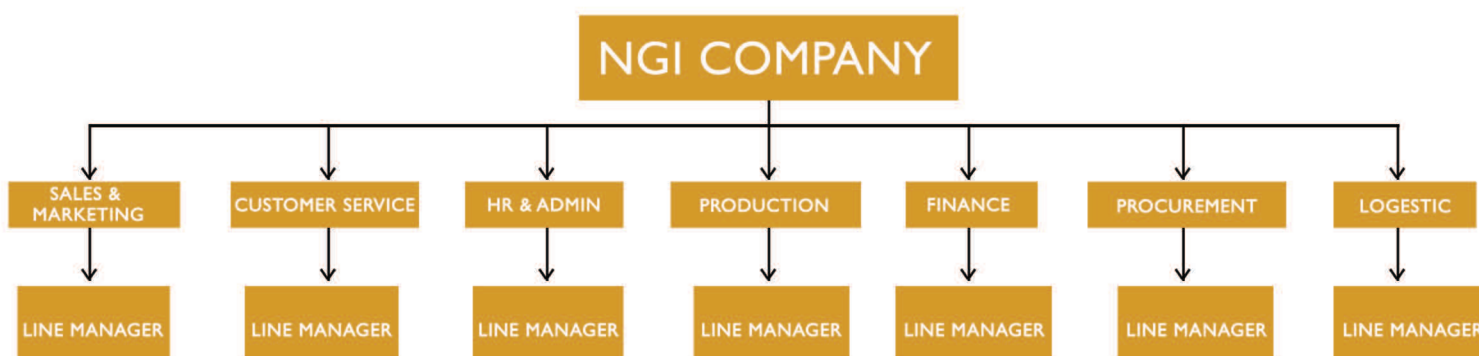 NGI COMPANY
SALES &
MARKETING
CUSTOMER SERVICE
HR & ADMIN
PRODUCTION
FINANCE
PROCUREMENT
LOGESTIC
LINE MANAGER
LINE MANAGER
LINE MANAGER
LINE MANAGER
LINE MANAGER
LINE MANAGER
LINE MANAGER